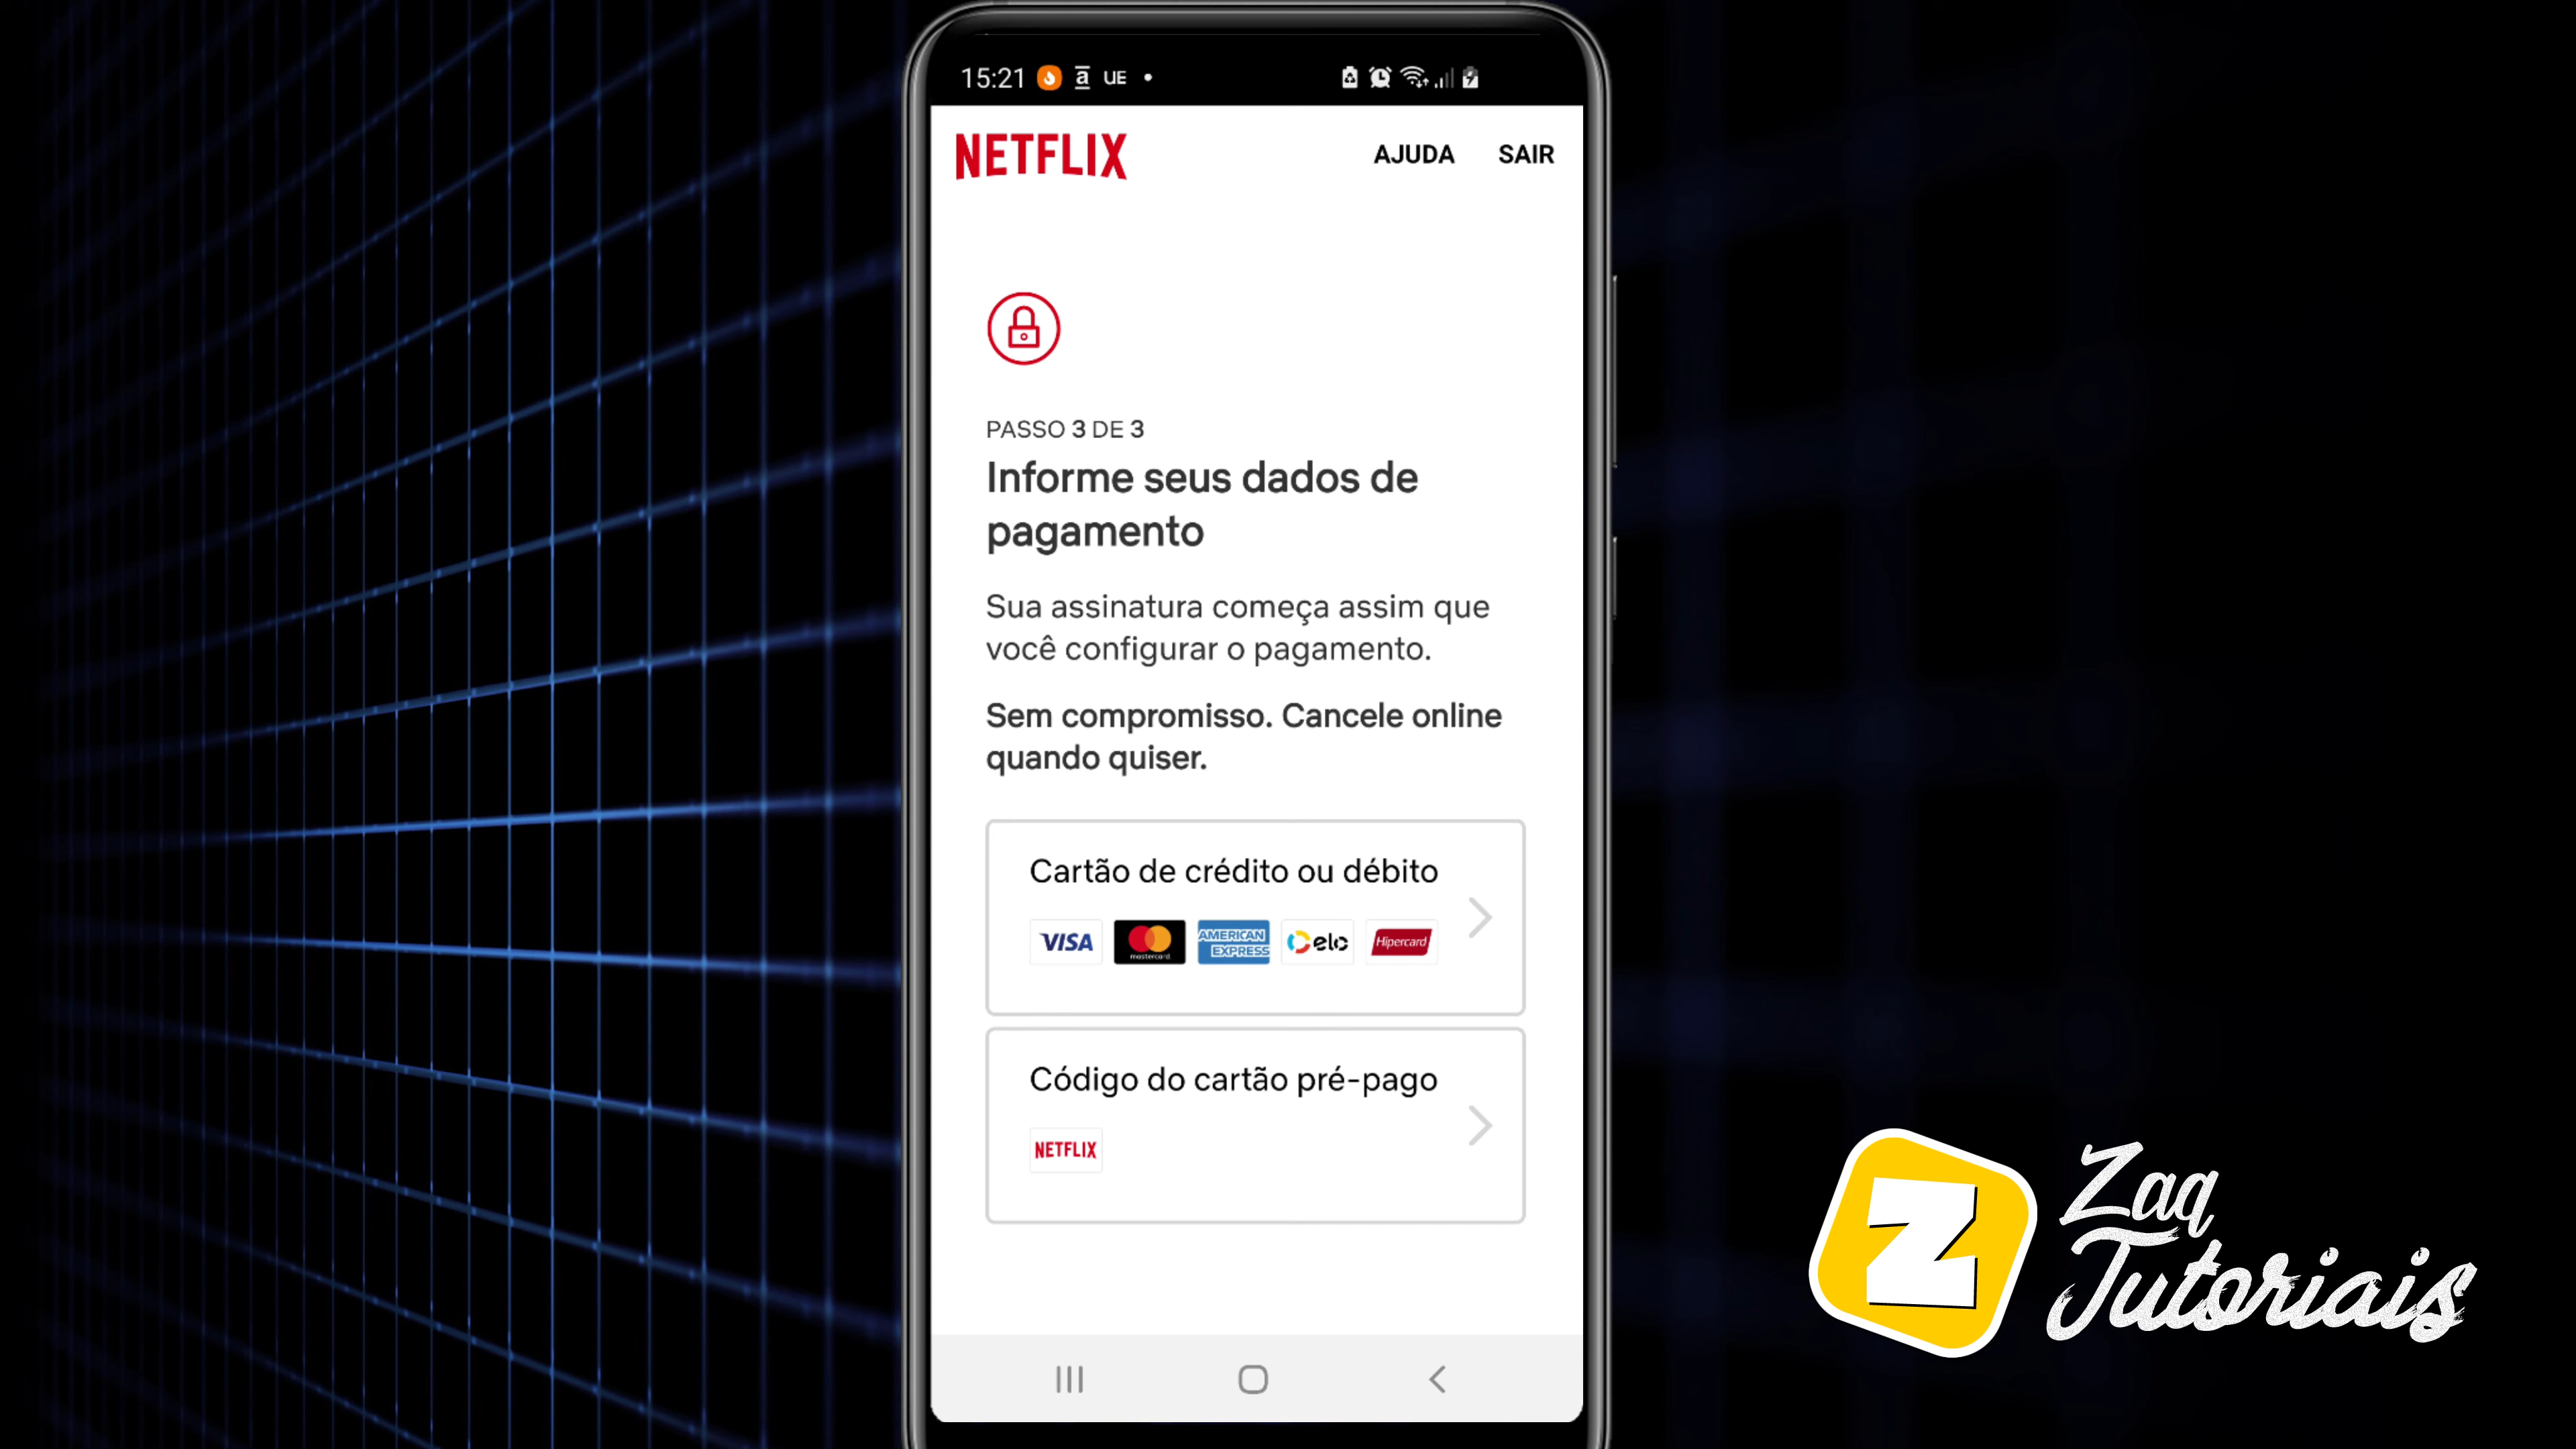 15:21 a UE
NETFLIX AJUDA SAIR
PASSO 3 DE 3
Informe seus dados de
pagamento
Sua assinatura começa assim que
você configurar o pagamento.
Sem compromisso. Cancele online
quando quiser.
Cartão de crédito ou débito
VISA mastercard AMERICAN EXPRESS elo Hipercard
Código do cartão pré-pago
NETFLIX
Z Zaq
Tutoriais